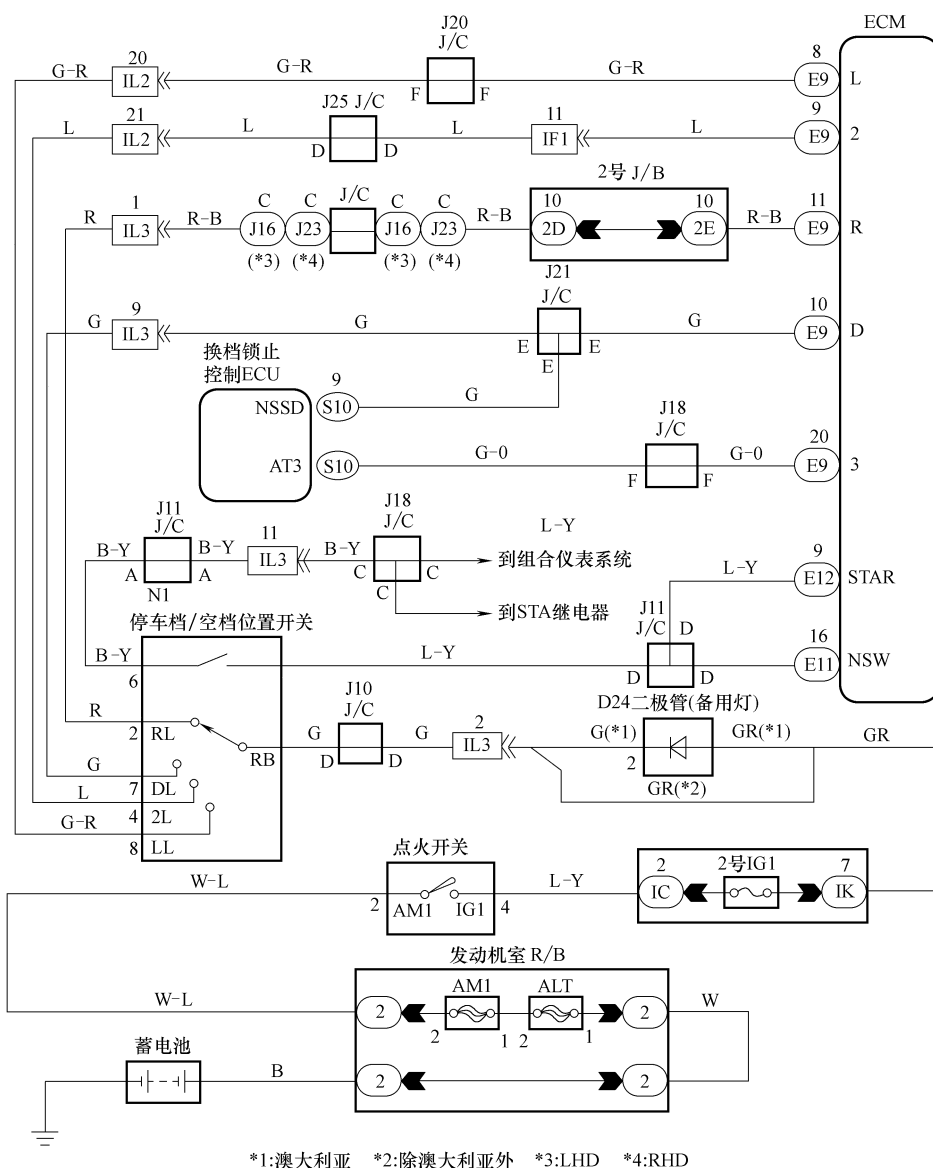 ECM
J20
J/C
20
G-R
IL2
G-R
F
F
G-R
8
E9
L
J25 J/C
21
L
IL2
L
D
D
L
11
IF1
L
9
E9
2
2号 J/B
1
R
IL3
R-B
C
C
J/C
C
C
J16
J23
J16
J23
(*3)
(*4)
(*3)
(*4)
R-B
10
2D
10
2E
R-B
11
E9
R
J21
J/C
9
G
IL3
G
E
E
E
G
10
E9
D
换档锁止
控制ECU
NSSD
9
S10
G
J18
J/C
AT3
S10
G-0
F
F
G-0
20
E9
3
J11
J/C
B-Y
A
A
B-Y
N1
11
IL3
B-Y
J18
J/C
C
C
C
L-Y
到组合仪表系统
到STA继电器
L-Y
9
E12
STAR
停车档/空档位置开关
B-Y
6
L-Y
J11
J/C
D
D
D
16
E11
NSW
R
2
RL
RB
G
J10
J/C
D
D
G
2
IL3
D24二极管(备用灯)
G(*1)
2
GR(*1)
GR(*2)
GR
G
7
DL
L
4
2L
G-R
8
LL
点火开关
W-L
2
AM1
IG1
4
L-Y
2号IG1
2
IC
7
IK
发动机室 R/B
W-L
2
AM1
ALT
2
1
2
1
2
W
蓄电池
B
2
2
*1:澳大利亚 *2:除澳大利亚外 *3:LHD *4:RHD